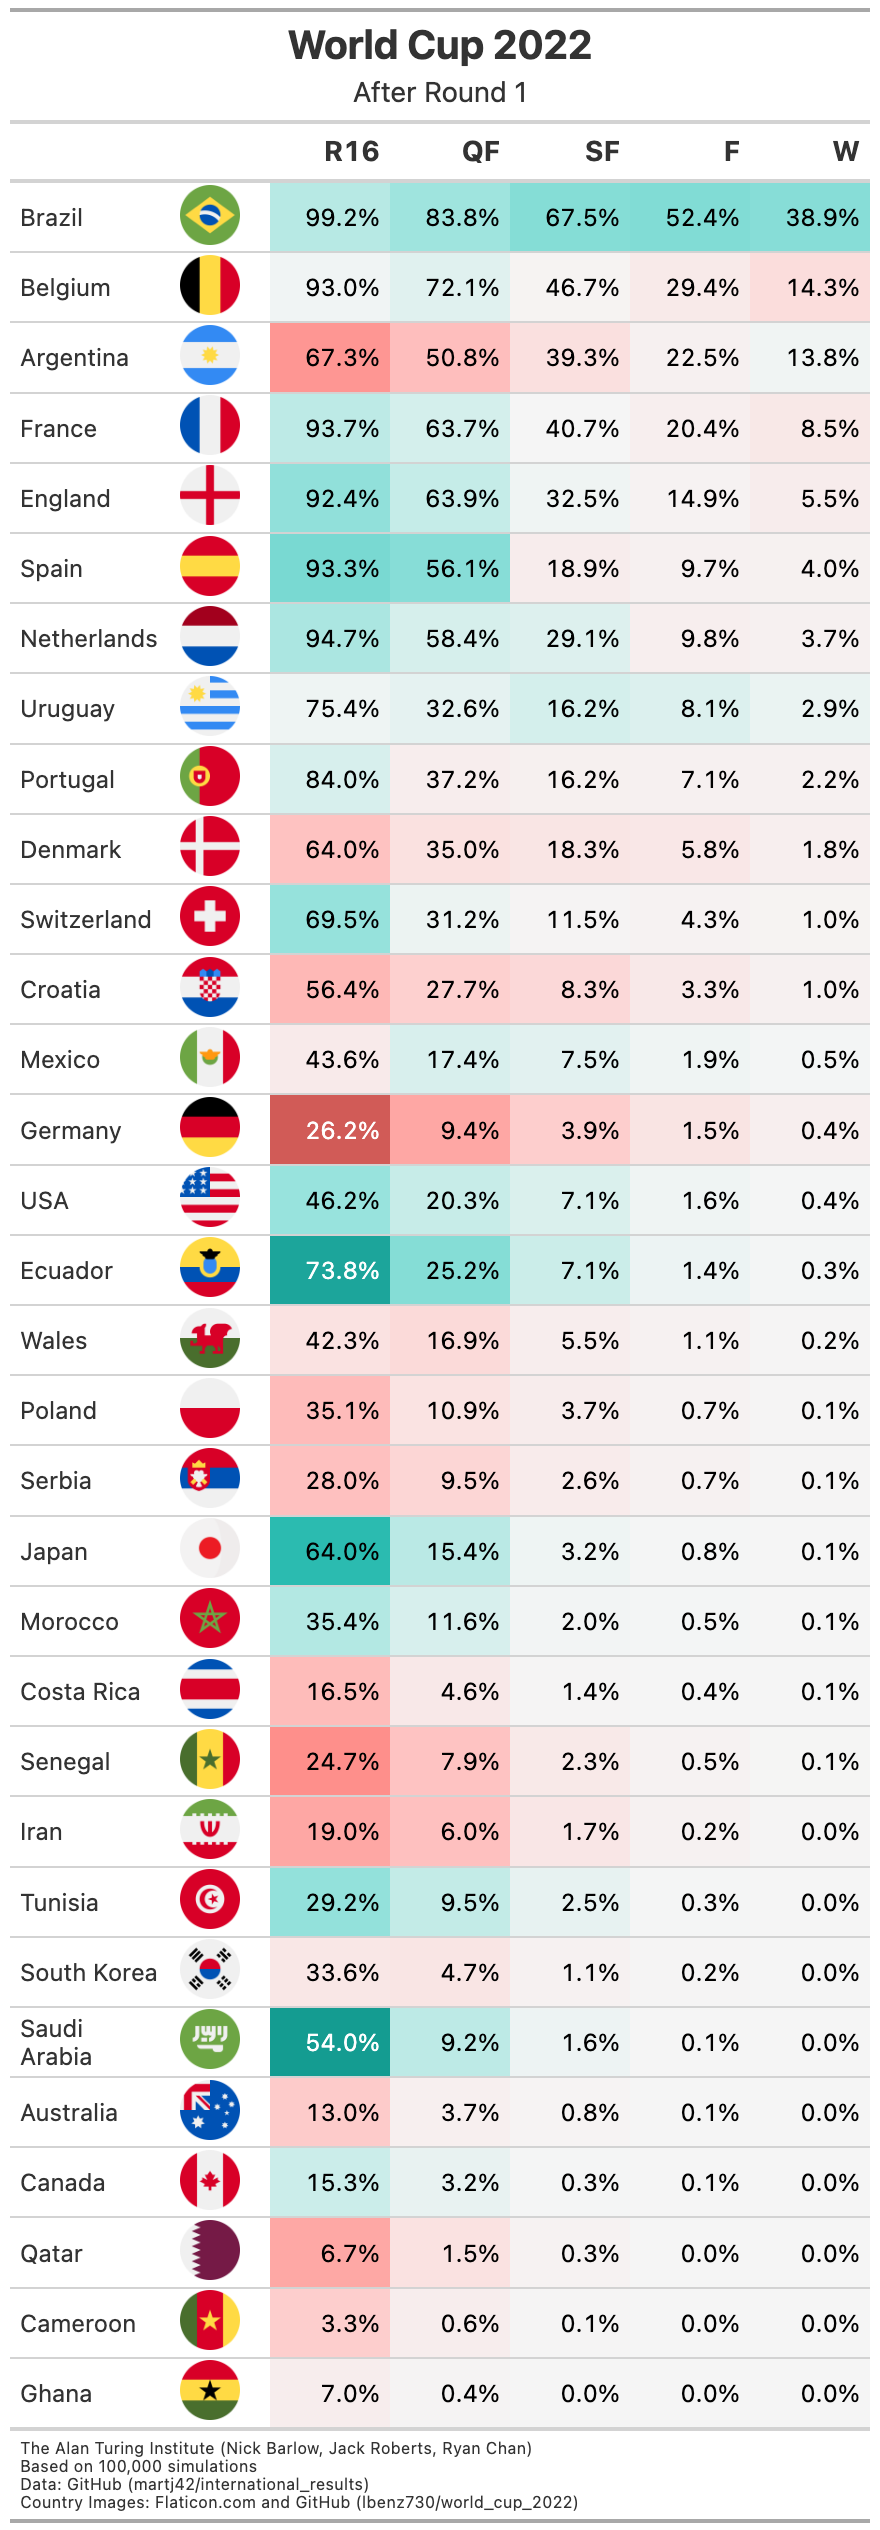 World Cup 2022
After Round 1
R16 QF SF F W
Brazil 99.2% 83.8% 67.5% 52.4% 38.9%
Belgium 93.0% 72.1% 46.7% 29.4% 14.3%
Argentina 67.3% 50.8% 39.3% 22.5% 13.8%
France 93.7% 63.7% 40.7% 20.4% 8.5%
England 92.4% 63.9% 32.5% 14.9% 5.5%
Spain 93.3% 56.1% 18.9% 9.7% 4.0%
Netherlands 94.7% 58.4% 29.1% 9.8% 3.7%
Uruguay 75.4% 32.6% 16.2% 8.1% 2.9%
Portugal 84.0% 37.2% 16.2% 7.1% 2.2%
Denmark 64.0% 35.0% 18.3% 5.8% 1.8%
Switzerland 69.5% 31.2% 11.5% 4.3% 1.0%
Croatia 56.4% 27.7% 8.3% 3.3% 1.0%
Mexico 43.6% 17.4% 7.5% 1.9% 0.5%
Germany 26.2% 9.4% 3.9% 1.5% 0.4%
USA 46.2% 20.3% 7.1% 1.6% 0.4%
Ecuador 73.8% 25.2% 7.1% 1.4% 0.3%
Wales 42.3% 16.9% 5.5% 1.1% 0.2%
Poland 35.1% 10.9% 3.7% 0.7% 0.1%
Serbia 28.0% 9.5% 2.6% 0.7% 0.1%
Japan 64.0% 15.4% 3.2% 0.8% 0.1%
Morocco 35.4% 11.6% 2.0% 0.5% 0.1%
Costa Rica 16.5% 4.6% 1.4% 0.4% 0.1%
Senegal 24.7% 7.9% 2.3% 0.5% 0.1%
Iran 19.0% 6.0% 1.7% 0.2% 0.0%
Tunisia 29.2% 9.5% 2.5% 0.3% 0.0%
South Korea 33.6% 4.7% 1.1% 0.2% 0.0%
Saudi
Arabia 54.0% 9.2% 1.6% 0.1% 0.0%
Australia 13.0% 3.7% 0.8% 0.1% 0.0%
Canada 15.3% 3.2% 0.3% 0.1% 0.0%
Qatar 6.7% 1.5% 0.3% 0.0% 0.0%
Cameroon 3.3% 0.6% 0.1% 0.0% 0.0%
Ghana 7.0% 0.4% 0.0% 0.0% 0.0%
The Alan Turing Institute (Nick Barlow, Jack Roberts, Ryan Chan)
Based on 100,000 simulations
Data: GitHub (martj42/international_results)
Country Images: Flaticon.com and GitHub (lbenz730/world_cup_2022)